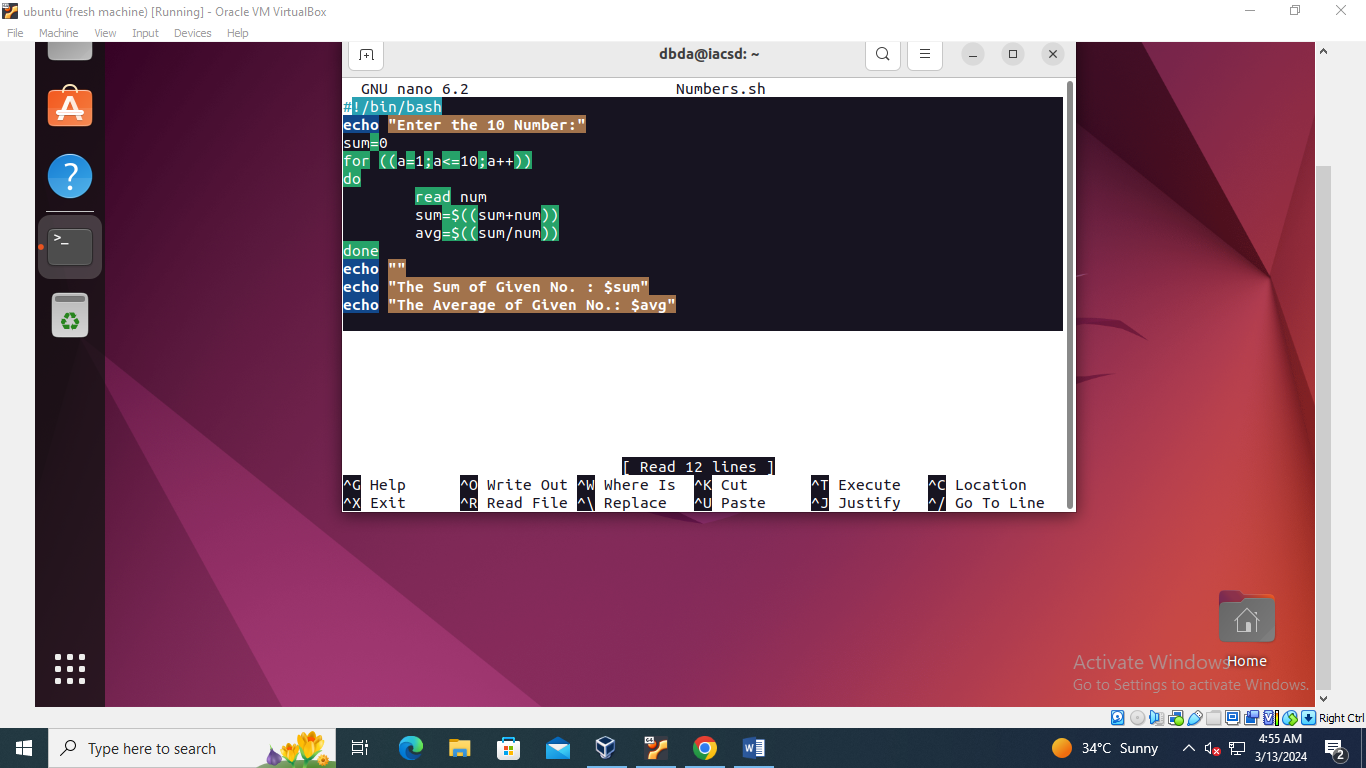 ubuntu (fresh machine) [Running] - Oracle VM VirtualBox
File Machine View Input Devices Help
dbda@iacsd: ~
GNU nano 6.2 Numbers.sh
#!/bin/bash
echo "Enter the 10 Number:"
sum=0
for ((a=1;a<=10;a++))
do
read num
sum=$((sum+num))
avg=$((sum/num))
done
echo ""
echo "The Sum of Given No. : $sum"
echo "The Average of Given No.: $avg"
[ Read 12 lines ]
^G Help ^O Write Out ^W Where Is ^K Cut ^T Execute ^C Location
^X Exit ^R Read File ^\ Replace ^U Paste ^J Justify ^/ Go To Line
Home
Activate Windows
Go to Settings to activate Windows.
Right Ctrl
Type here to search
34°C Sunny
4:55 AM
3/13/2024
2